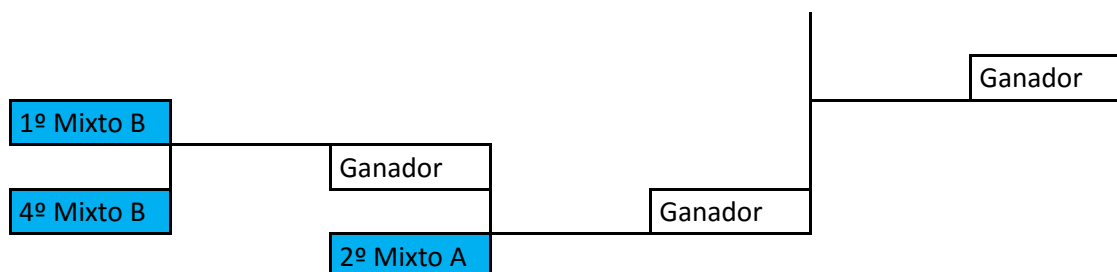 Ganador
1º Mixto B
Ganador
4º Mixto B
Ganador
2º Mixto A